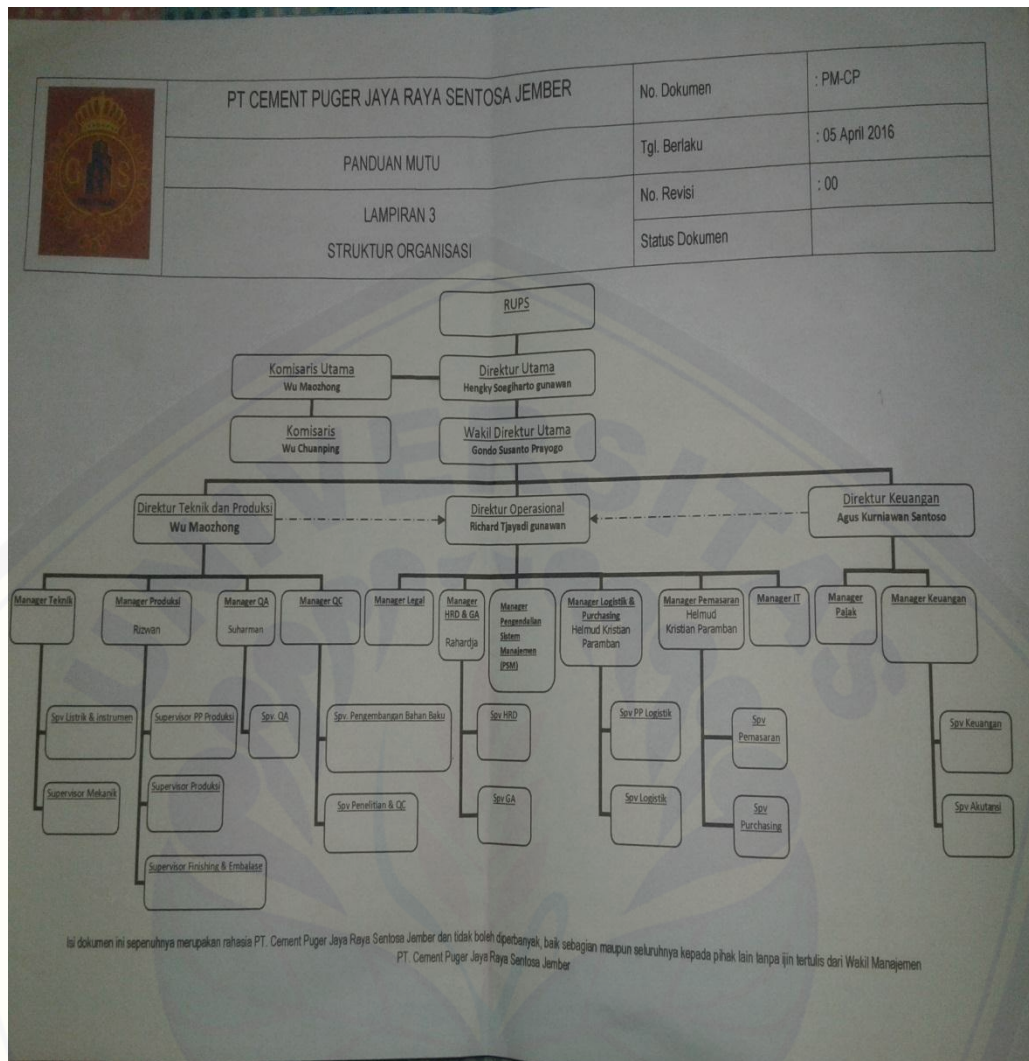 PT CEMENT PUGER JAYA RAYA SENTOSA JEMBER
PANDUAN MUTU
LAMPIRAN 3
STRUKTUR ORGANISASI
No. Dokumen
: PM-CP
Tgl. Berlaku
: 05 April 2016
No. Revisi
: 00
Status Dokumen
G S
RUPS
Komisaris Utama
Wu Maozhong
Direktur Utama
Hengky Soegiharto gunawan
Komisaris
Wu Chuanping
Wakil Direktur Utama
Gondo Susanto Prayogo
Direktur Teknik dan Produksi
Wu Maozhong
Direktur Operasional
Richard Tjayadi gunawan
Direktur Keuangan
Agus Kurniawan Santoso
Manager Teknik
Manager Produksi
Rizwan
Manager QA
Suharman
Manager QC
Manager Legal
Manager
HRD & GA
Rahardja
Manager
Pengendalian
Sistem
Manajemen
(PSM)
Manager Logistik &
Purchasing
Helmud Kristian
Paramban
Manager Pemasaran
Helmud
Kristian Paramban
Manager IT
Manager
Pajak
Manager Keuangan
Spv Listrik & instrumen
Supervisor PP Produksi
Spv. QA
Spv. Pengembangan Bahan Baku
Spv HRD
Spv PP Logistik
Spv
Pemasaran
Spv Keuangan
Supervisor Mekanik
Supervisor Produksi
Spv Penelitian & QC
Spv GA
Spv Logistik
Spv
Purchasing
Spv Akutansi
Supervisor Finishing & Embalase
Isi dokumen ini sepenuhnya merupakan rahasia PT. Cement Puger Jaya Raya Sentosa Jember dan tidak boleh diperbanyak, baik sebagian maupun seluruhnya kepada pihak lain tanpa ijin tertulis dari Wakil Manajemen
PT. Cement Puger Jaya Raya Sentosa Jember
UNIVERSITAS